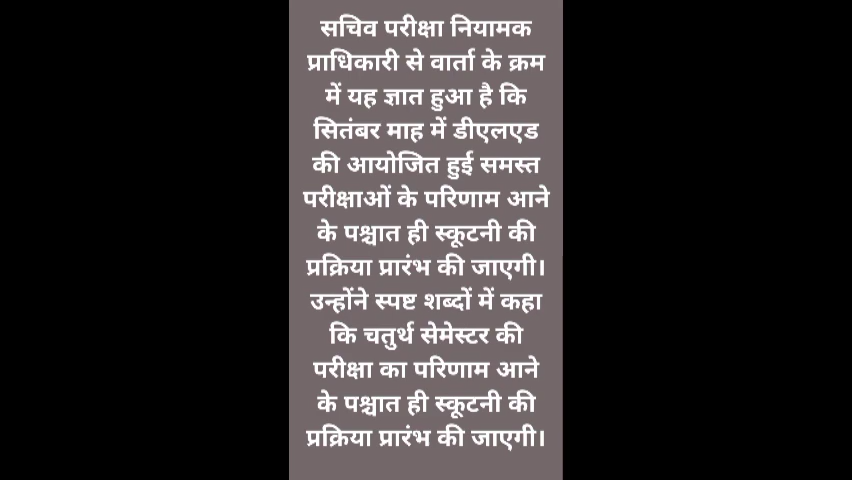 सचिव परीक्षा नियामक
प्राधिकारी से वार्ता के क्रम
में यह ज्ञात हुआ है कि
सितंबर माह में डीएलएड
की आयोजित हुई समस्त
परीक्षाओं के परिणाम आने
के पश्चात ही स्कूटनी की
प्रक्रिया प्रारंभ की जाएगी।
उन्होंने स्पष्ट शब्दों में कहा
कि चतुर्थ सेमेस्टर की
परीक्षा का परिणाम आने
के पश्चात ही स्कूटनी की
प्रक्रिया प्रारंभ की जाएगी।